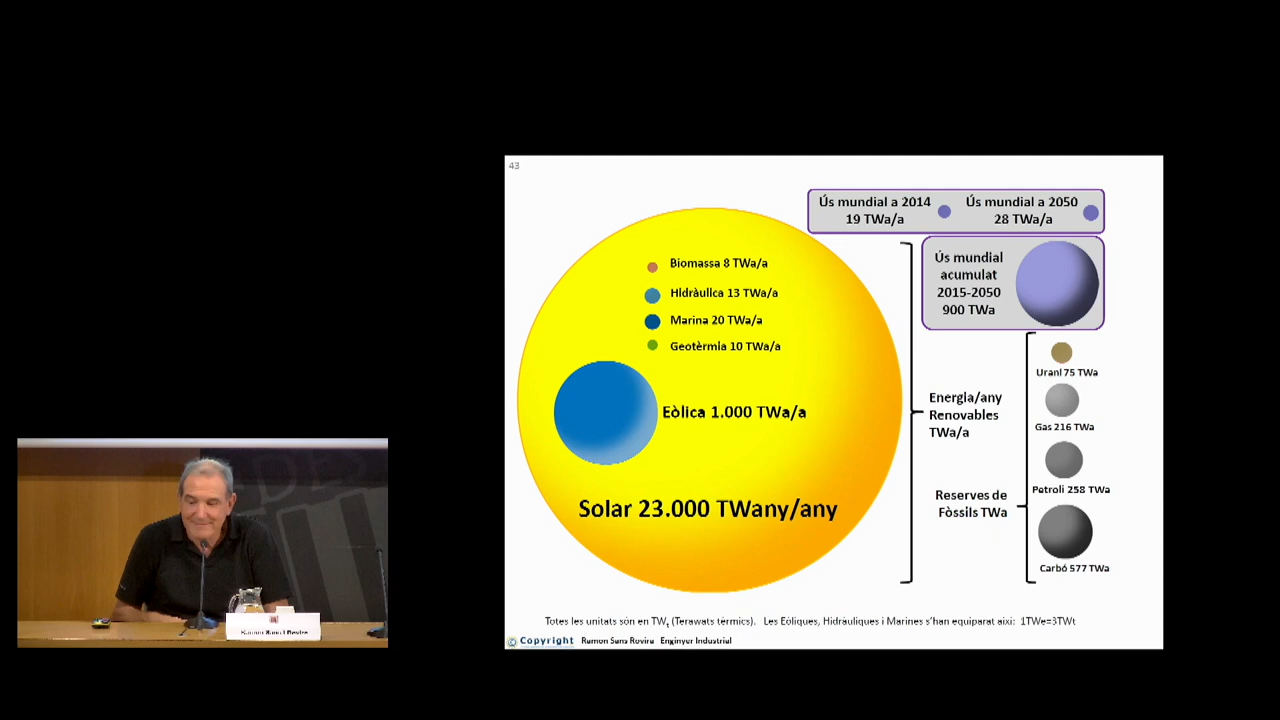 43
Ús mundial a 2014
19 TWa/a
Ús mundial a 2050
28 TWa/a
Ús mundial
acumulat
2015-2050
900 TWa
Biomassa 8 TWa/a
Hidràulica 13 TWa/a
Marina 20 TWa/a
Geotèrmia 10 TWa/a
Eòlica 1.000 TWa/a
Solar 23.000 TWany/any
Energia/any
Renovables
TWa/a
Reserves de
Fòssils TWa
Urani 75 TWa
Gas 216 TWa
Petroli 258 TWa
Carbó 577 TWa
Totes les unitats són en TWt (Terawats tèrmics). Les Eòliques, Hidràuliques i Marines s'han equiparat així: 1TWe=3TWt
© Copyright Ramon Sans Rovira Enginyer Industrial
Ramon